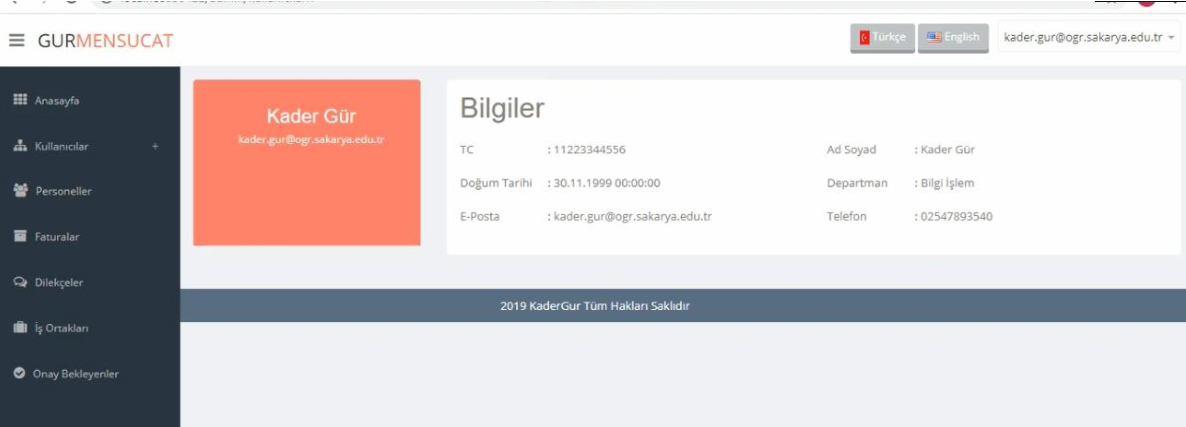 GURMENSUCAT
Türkçe
English
kader.gur@ogr.sakarya.edu.tr
Anasayfa
Kullanıcılar +
Personeller
Faturalar
Dilekçeler
İş Ortakları
Onay Bekleyenler
Kader Gür
kader.gur@ogr.sakarya.edu.tr
Bilgiler
TC : 11223344556 Ad Soyad : Kader Gür
Doğum Tarihi : 30.11.1999 00:00:00 Departman : Bilgi İşlem
E-Posta : kader.gur@ogr.sakarya.edu.tr Telefon : 02547893540
2019 KaderGur Tüm Hakları Saklıdır